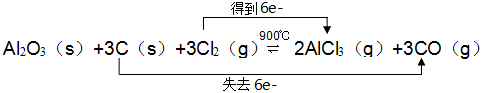 得到6e-
Al₂O₃（s）+3C（s）+3Cl₂（g）⇌900℃ 2AlCl₃（g）+3CO（g）
失去6e-